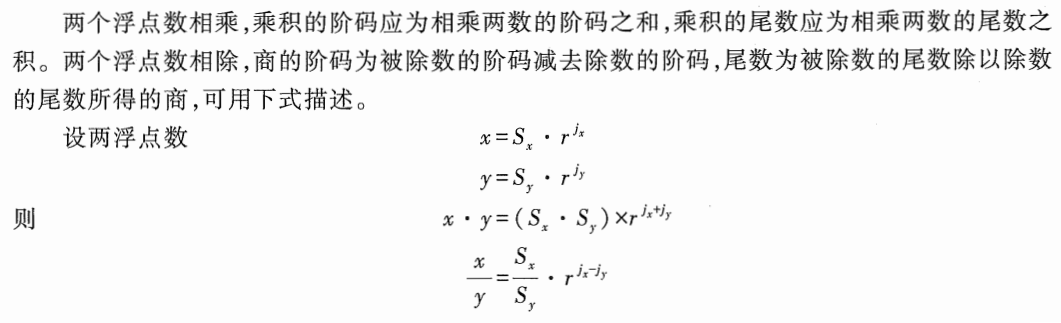 两个浮点数相乘,乘积的阶码应为相乘两数的阶码之和,乘积的尾数应为相乘两数的尾数之
积。两个浮点数相除,商的阶码为被除数的阶码减去除数的阶码,尾数为被除数的尾数除以除数
的尾数所得的商,可用下式描述。
设两浮点数 $x=S_x \cdot r^{j_x}$
$y=S_y \cdot r^{j_y}$
则 $x \cdot y=(S_x \cdot S_y) \times r^{j_x+j_y}$
$\frac{x}{y}=\frac{S_x}{S_y} \cdot r^{j_x-j_y}$